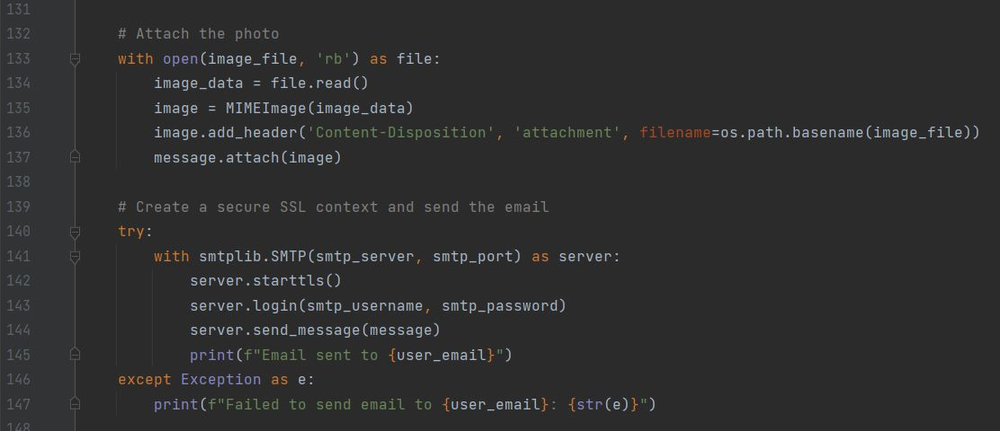 131
132 # Attach the photo
133 with open(image_file, 'rb') as file:
134 image_data = file.read()
135 image = MIMEImage(image_data)
136 image.add_header('Content-Disposition', 'attachment', filename=os.path.basename(image_file))
137 message.attach(image)
138
139 # Create a secure SSL context and send the email
140 try:
141 with smtplib.SMTP(smtp_server, smtp_port) as server:
142 server.starttls()
143 server.login(smtp_username, smtp_password)
144 server.send_message(message)
145 print(f"Email sent to {user_email}")
146 except Exception as e:
147 print(f"Failed to send email to {user_email}: {str(e)}")
148